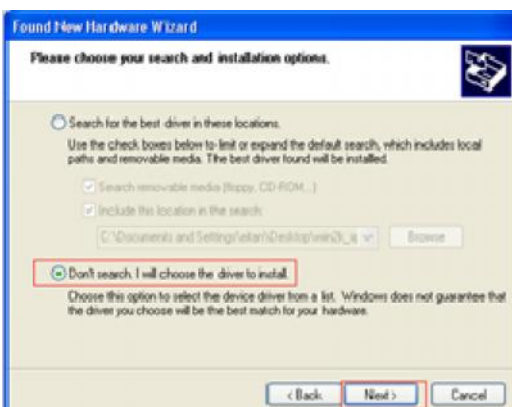 Found New Hardware Wizard
Please choose your search and installation options.
Search for the best driver in these locations.
Use the check boxes below to limit or expand the default search, which includes local
paths and removable media. The best driver found will be installed.
Search removable media (floppy, CD-ROM...)
Include this location in the search:
C:\Documents and Settings\ Browse
Don't search. I will choose the driver to install.
Choose this option to select the device driver from a list. Windows does not guarantee that
the driver you choose will be the best match for your hardware.
< Back Next > Cancel